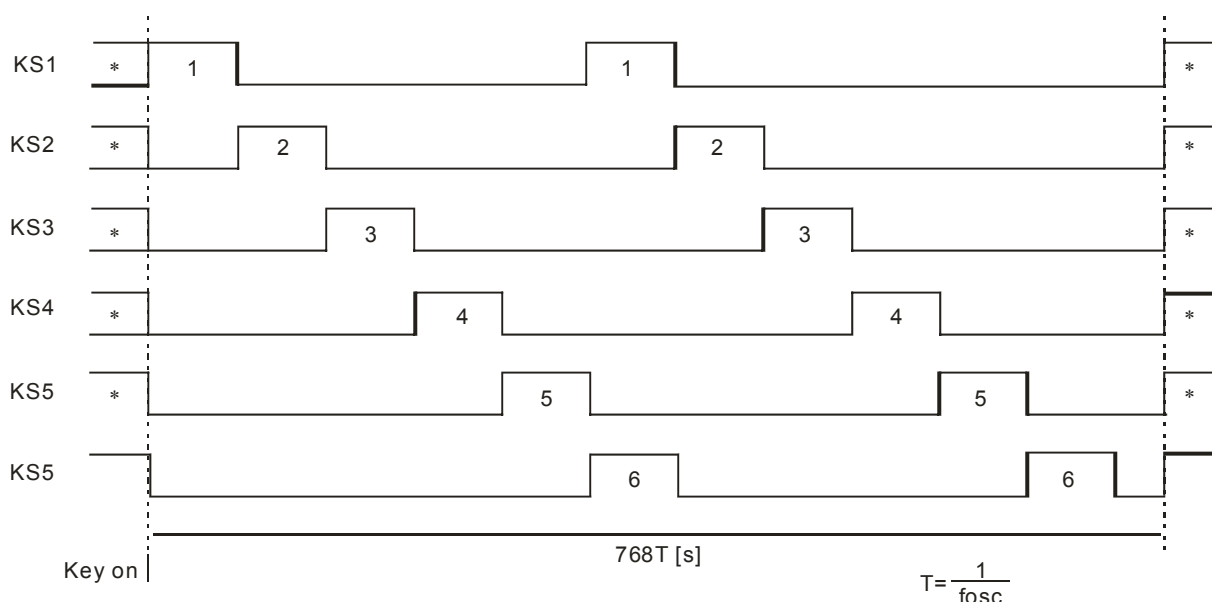 KS1 * 1 1 *
KS2 * 2 2 *
KS3 * 3 3 *
KS4 * 4 4 *
KS5 * 5 5 *
KS5 6 6
768T [s]
Key on
T= 1
fosc